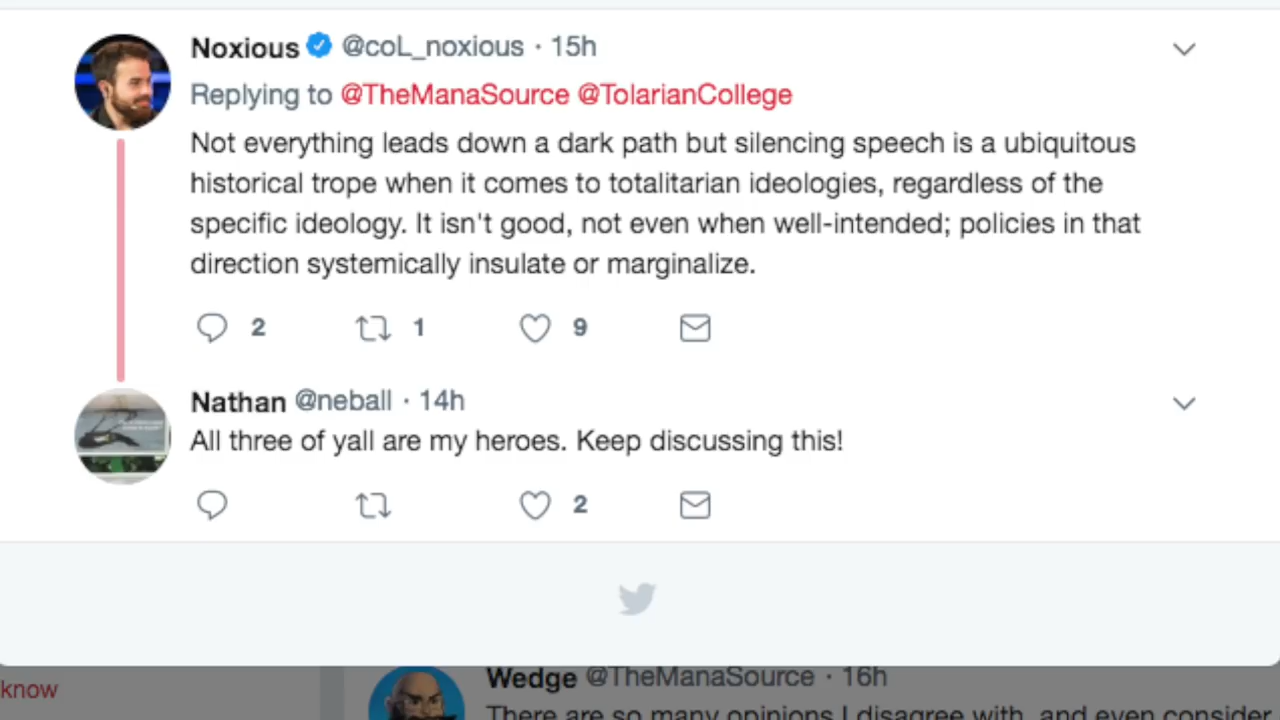 Noxious @coL_noxious · 15h
Replying to @TheManaSource @TolarianCollege
Not everything leads down a dark path but silencing speech is a ubiquitous
historical trope when it comes to totalitarian ideologies, regardless of the
specific ideology. It isn't good, not even when well-intended; policies in that
direction systemically insulate or marginalize.
2 1 9
Nathan @neball · 14h
All three of yall are my heroes. Keep discussing this!
2
know
Wedge @TheManaSource · 16h
There are so many opinions I disagree with, and even consider